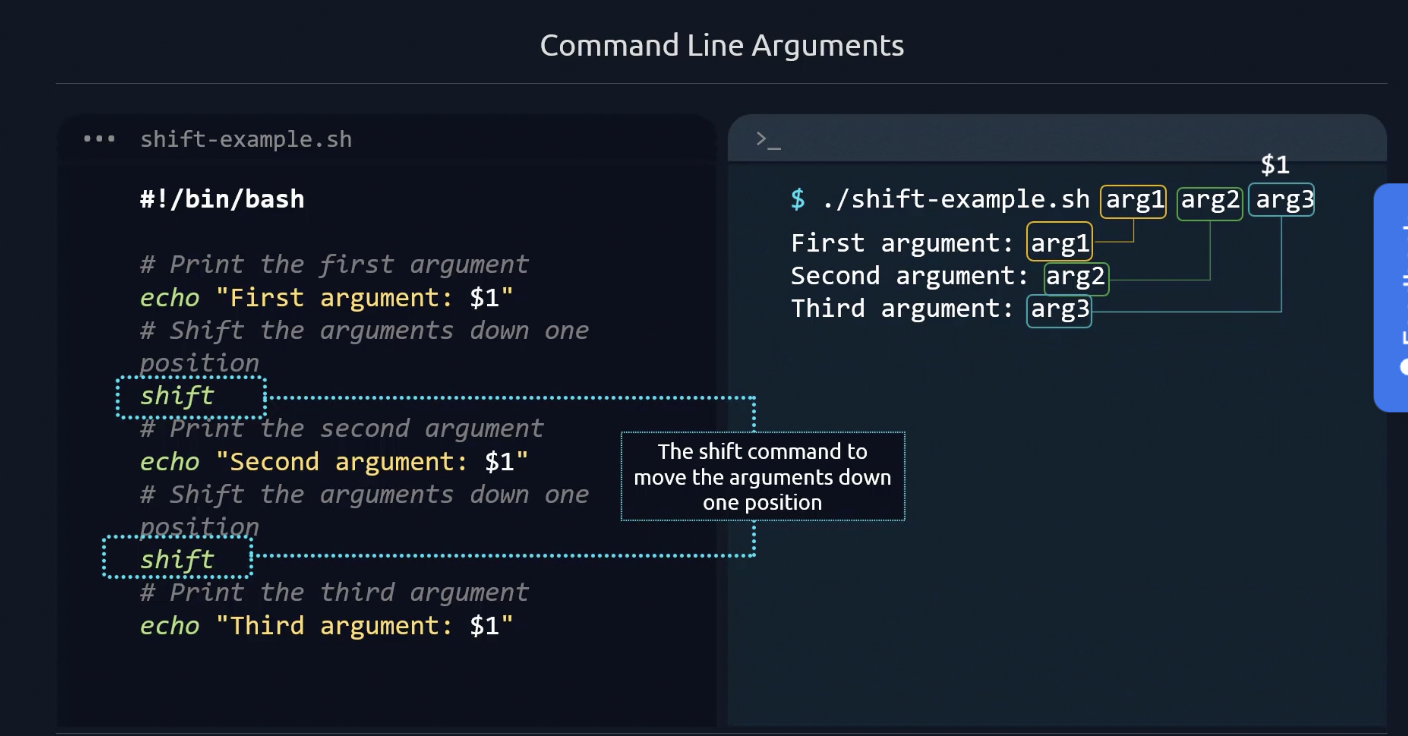 Command Line Arguments
••• shift-example.sh
#!/bin/bash
# Print the first argument
echo "First argument: $1"
# Shift the arguments down one
position
shift
# Print the second argument
echo "Second argument: $1"
# Shift the arguments down one
position
shift
# Print the third argument
echo "Third argument: $1"
The shift command to
move the arguments down
one position
>_
$1
$ ./shift-example.sh arg1 arg2 arg3
First argument: arg1
Second argument: arg2
Third argument: arg3